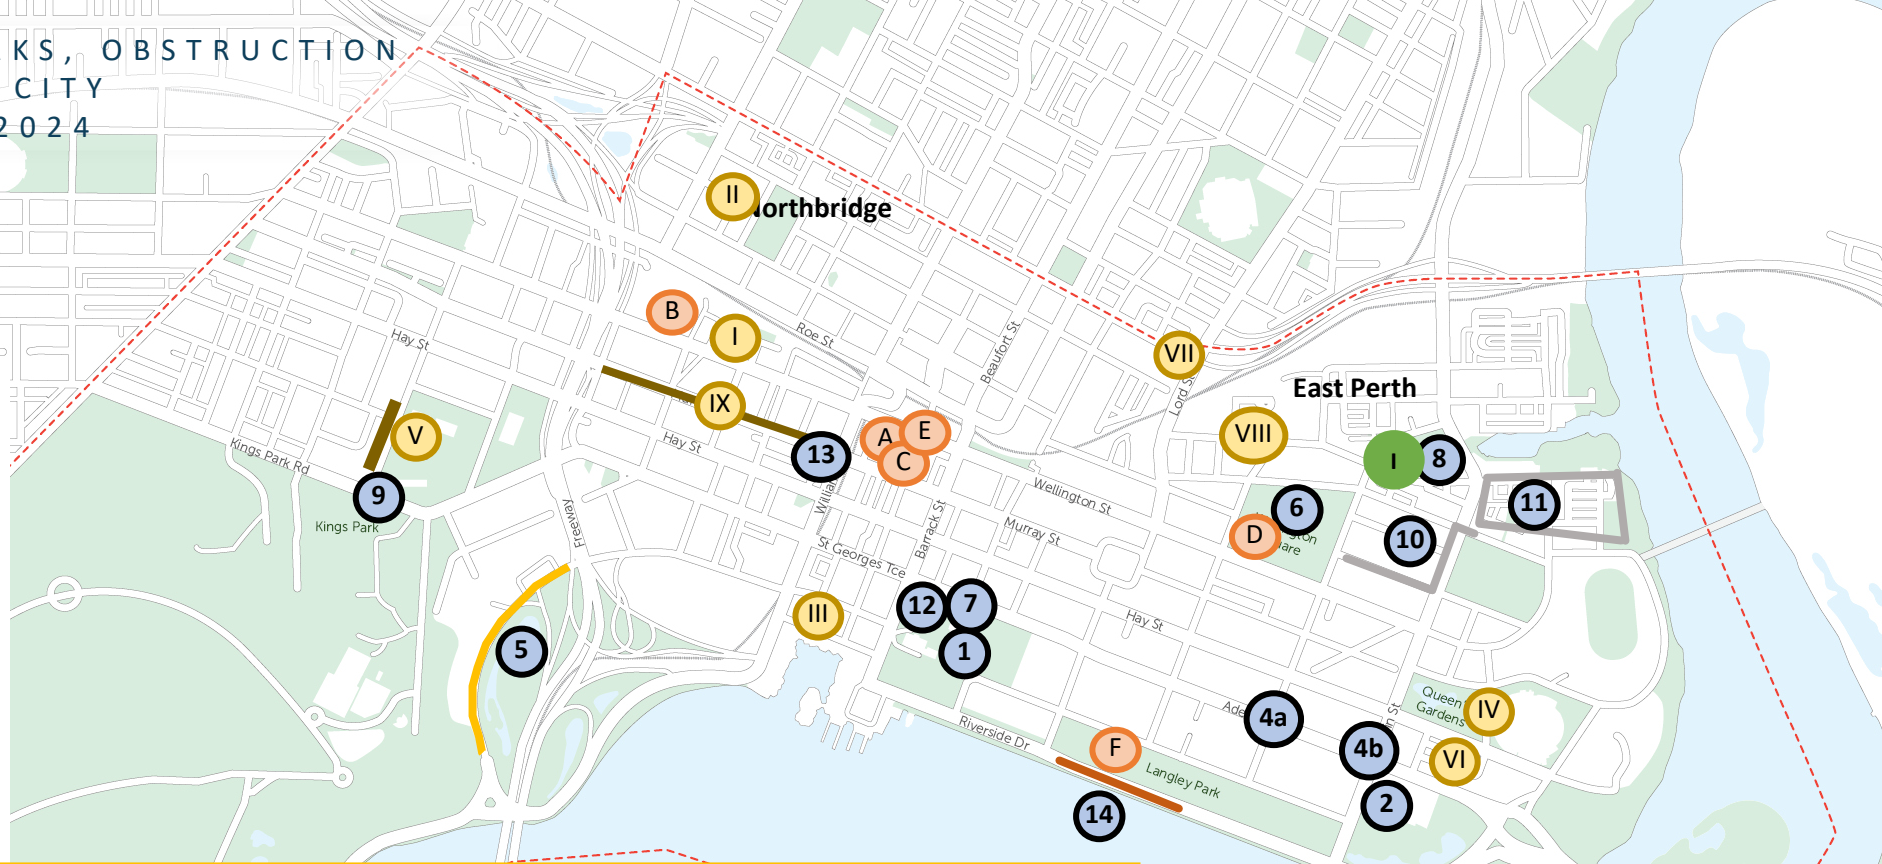 KS, OBSTRUCTION
CITY
2024
II
Northbridge
B
I
Roe St
Beaufort St
Hay St
VII
Lord St
East Perth
IX
V
Hay St
13
A
E
C
VIII
I
8
Kings Park Rd
9
Kings Park
Freeway
Wellington St
Murray St
Barrack St
St Georges Tce
6
D
10
11
III
12
7
1
5
Hay St
Riverside Dr
F
Langley Park
14
4a
4b
2
Queen
Gardens
IV
VI